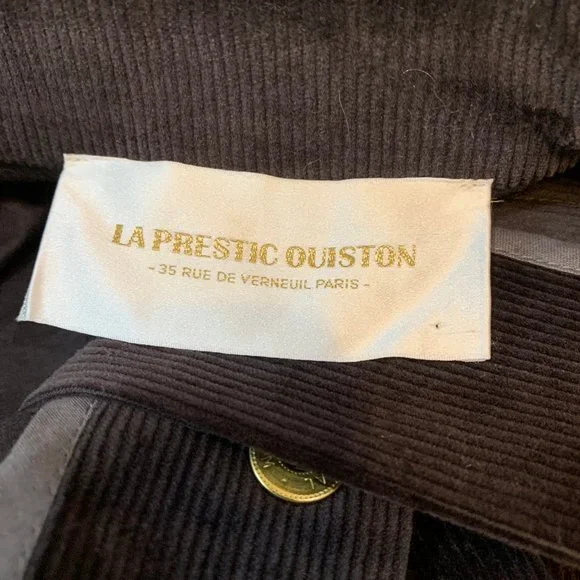 LA PRESTIC OUISTON
- 35 RUE DE VERNEUIL PARIS -